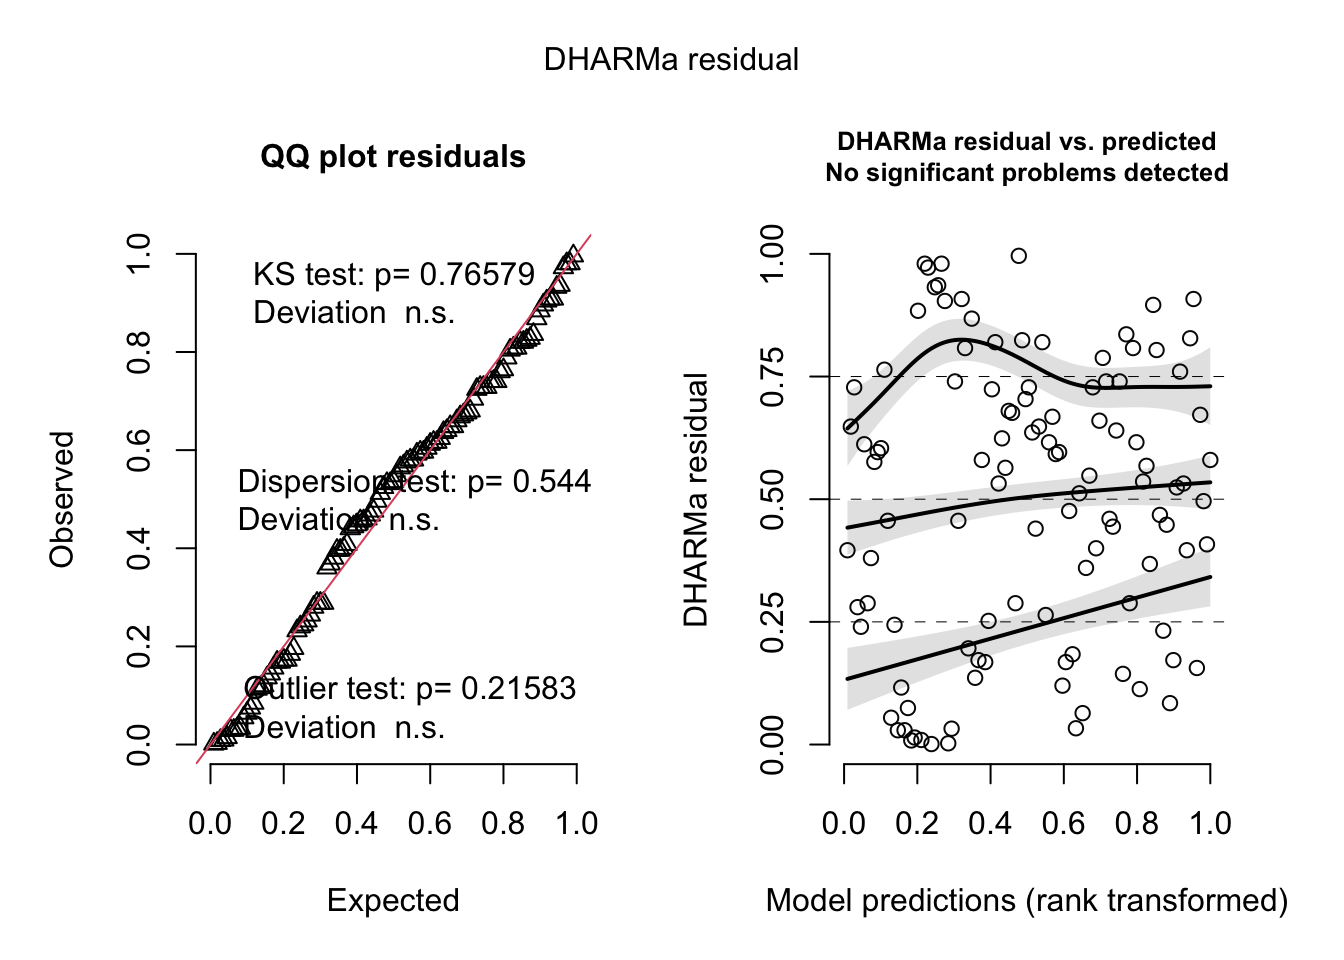 DHARMa residual
QQ plot residuals
KS test: p= 0.76579
Deviation n.s.
Dispersion test: p= 0.544
Deviation n.s.
Outlier test: p= 0.21583
Deviation n.s.
Observed
0.0 0.2 0.4 0.6 0.8 1.0
0.0 0.2 0.4 0.6 0.8 1.0
Expected
DHARMa residual vs. predicted
No significant problems detected
DHARMa residual
0.00 0.25 0.50 0.75 1.00
0.0 0.2 0.4 0.6 0.8 1.0
Model predictions (rank transformed)